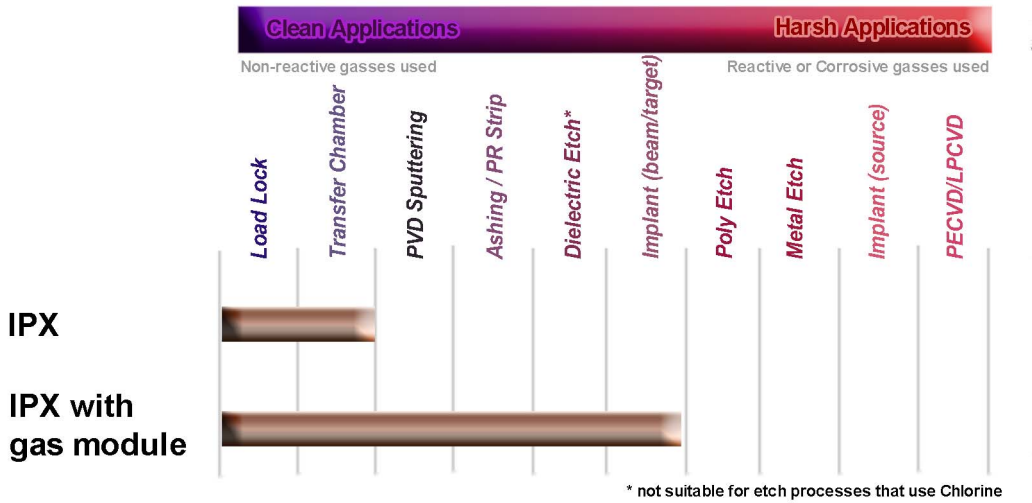 Clean Applications
Harsh Applications
Non-reactive gasses used
Reactive or Corrosive gasses used
Load Lock
Transfer Chamber
PVD Sputtering
Ashing / PR Strip
Dielectric Etch*
Implant (beam/target)
Poly Etch
Metal Etch
Implant (source)
PECVD/LPCVD
IPX
IPX with
gas module
* not suitable for etch processes that use Chlorine